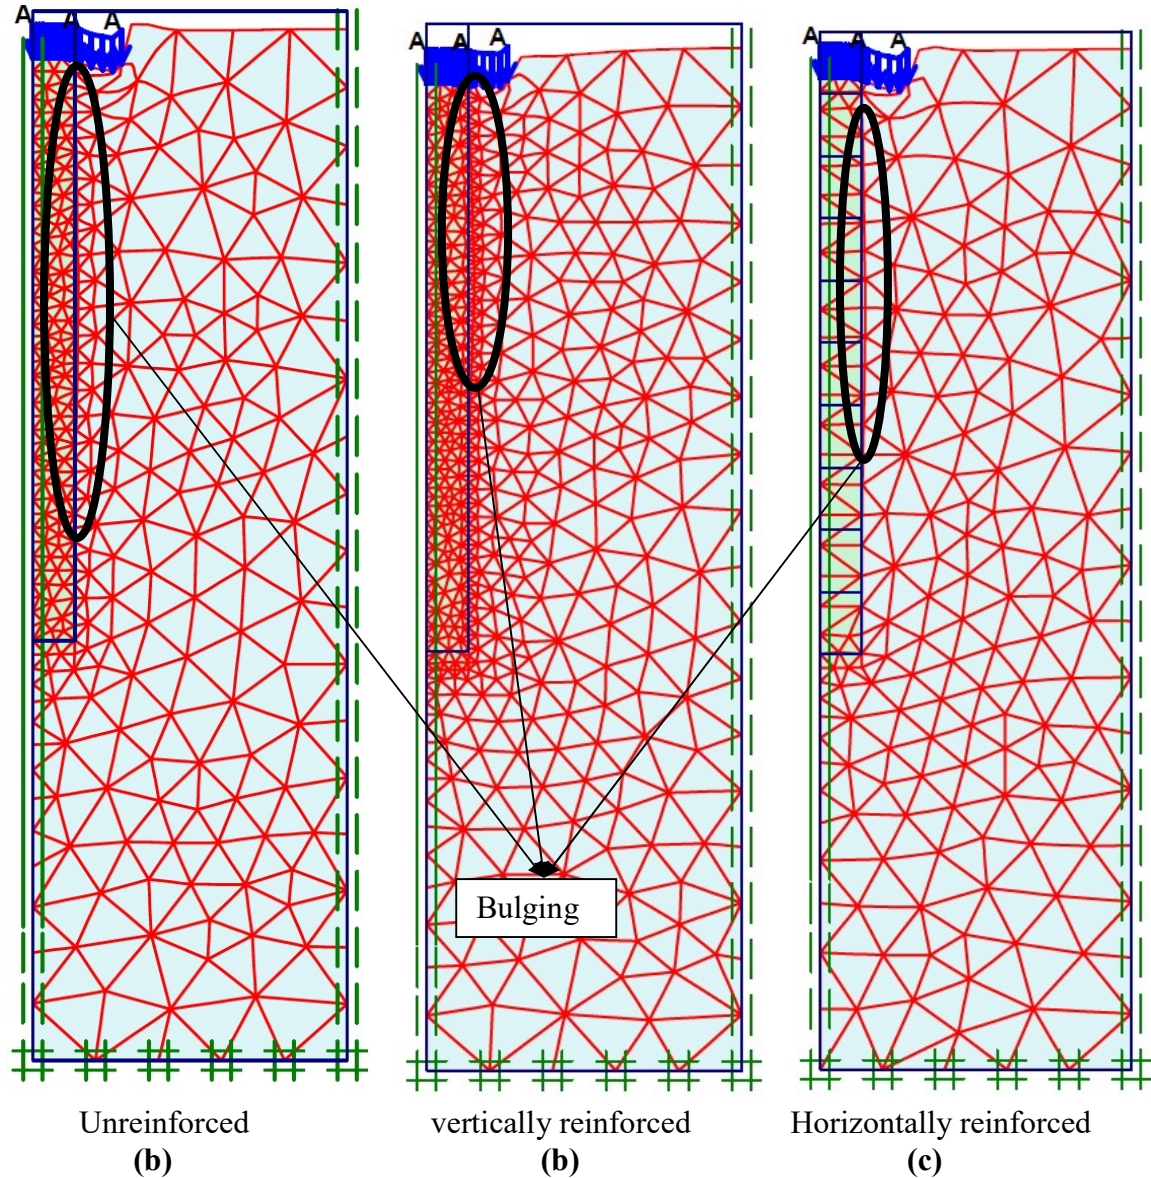 A A A
A A A
A A A
Bulging
Unreinforced vertically reinforced Horizontally reinforced
(b) (b) (c)